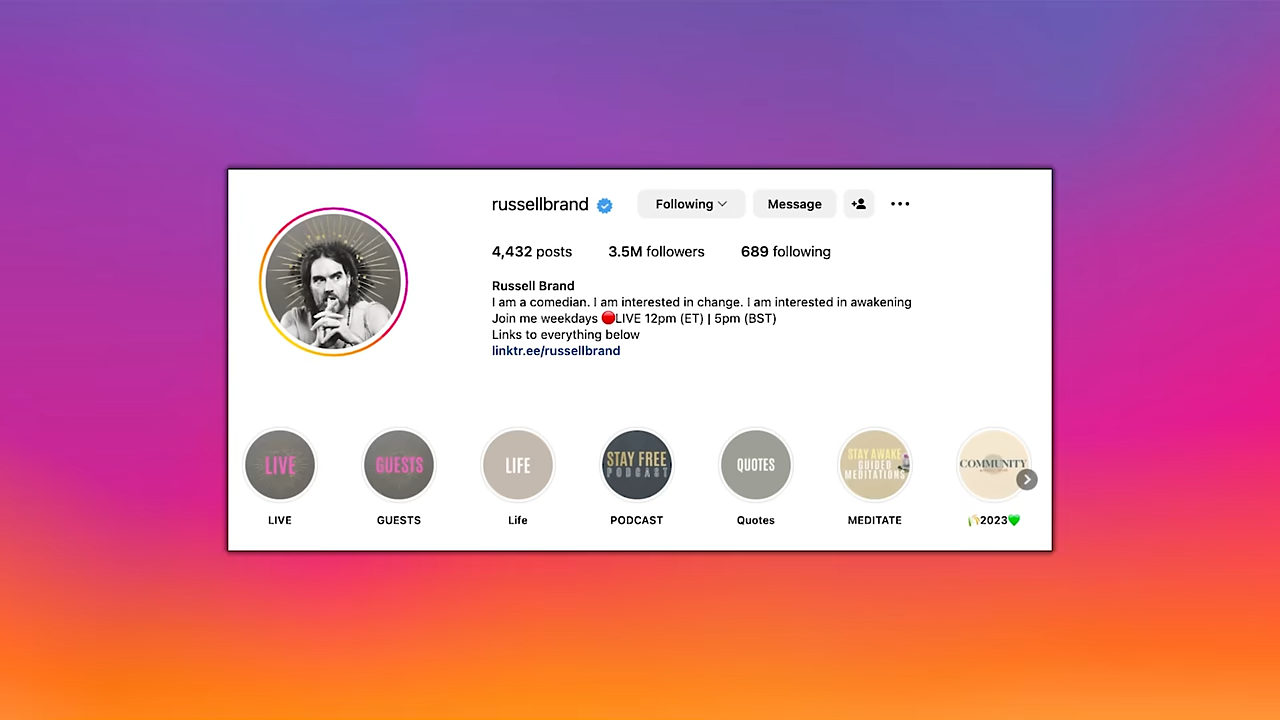 russellbrand
Following
Message
4,432 posts
3.5M followers
689 following
Russell Brand
I am a comedian. I am interested in change. I am interested in awakening
Join me weekdays 🔴LIVE 12pm (ET) | 5pm (BST)
Links to everything below
linktr.ee/russellbrand
LIVE
GUESTS
LIFE
STAY FREE
PODCAST
QUOTES
STAY AWAKE
GUIDED
MEDITATIONS
COMMUNITY
LIVE
GUESTS
Life
PODCAST
Quotes
MEDITATE
2023💚